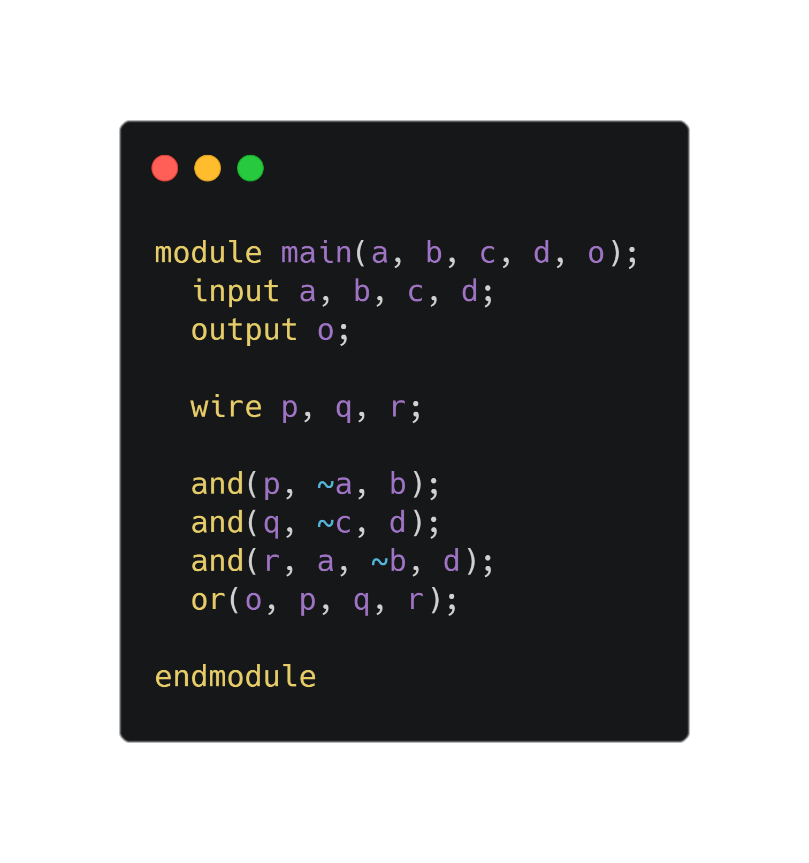 module main(a, b, c, d, o);
  input a, b, c, d;
  output o;

  wire p, q, r;

  and(p, ~a, b);
  and(q, ~c, d);
  and(r, a, ~b, d);
  or(o, p, q, r);

endmodule